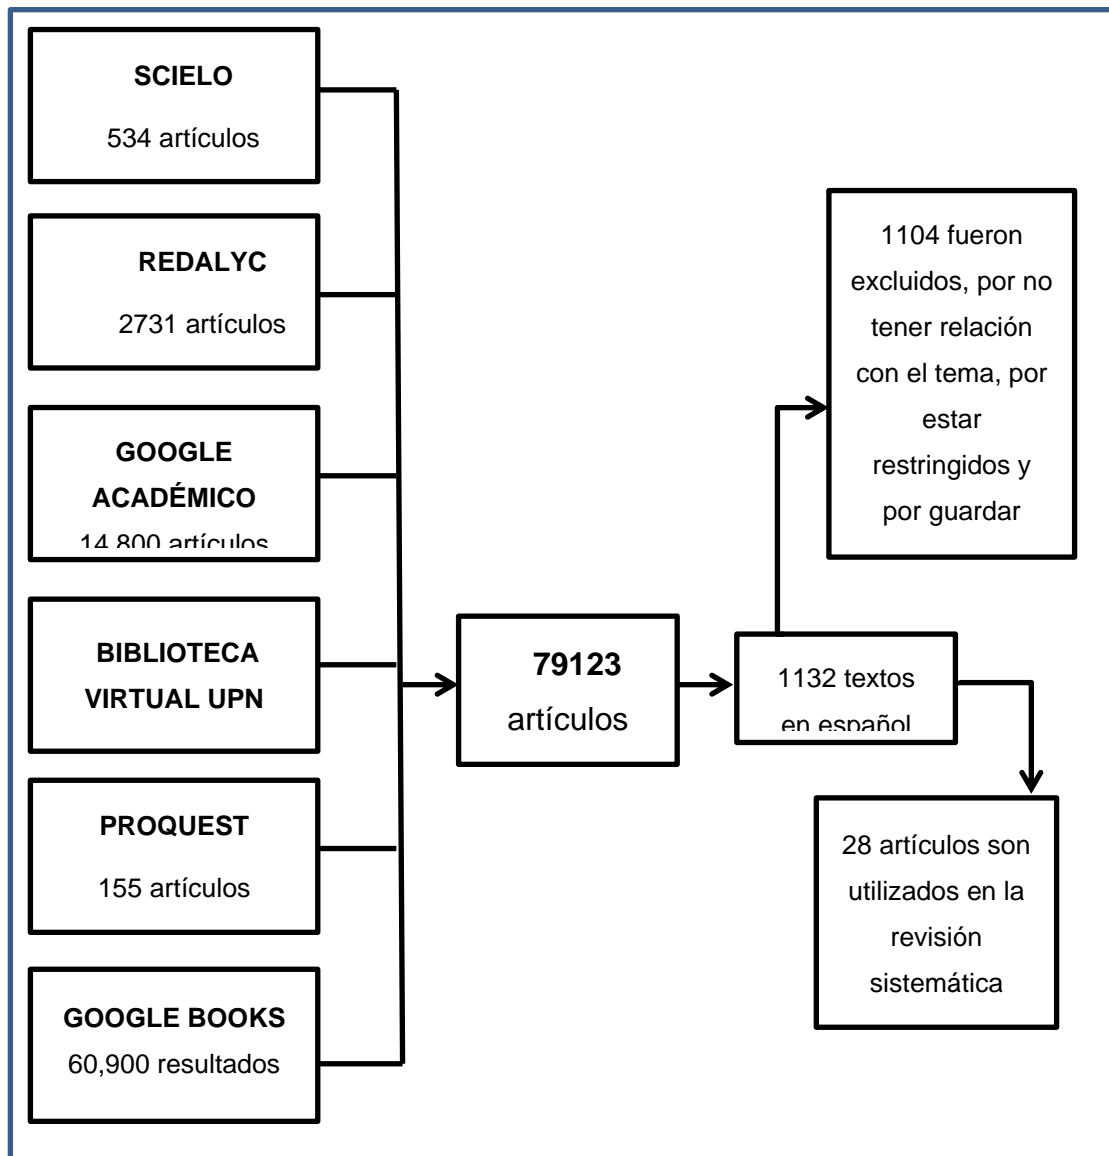 SCIELO
534 artículos
REDALYC
2731 artículos
GOOGLE
ACADÉMICO
14,800 artículos
BIBLIOTECA
VIRTUAL UPN
PROQUEST
155 artículos
GOOGLE BOOKS
60,900 resultados
79123
artículos
1132 textos
en español
1104 fueron
excluidos, por no
tener relación
con el tema, por
estar
restringidos y
por guardar
28 artículos son
utilizados en la
revisión
sistemática